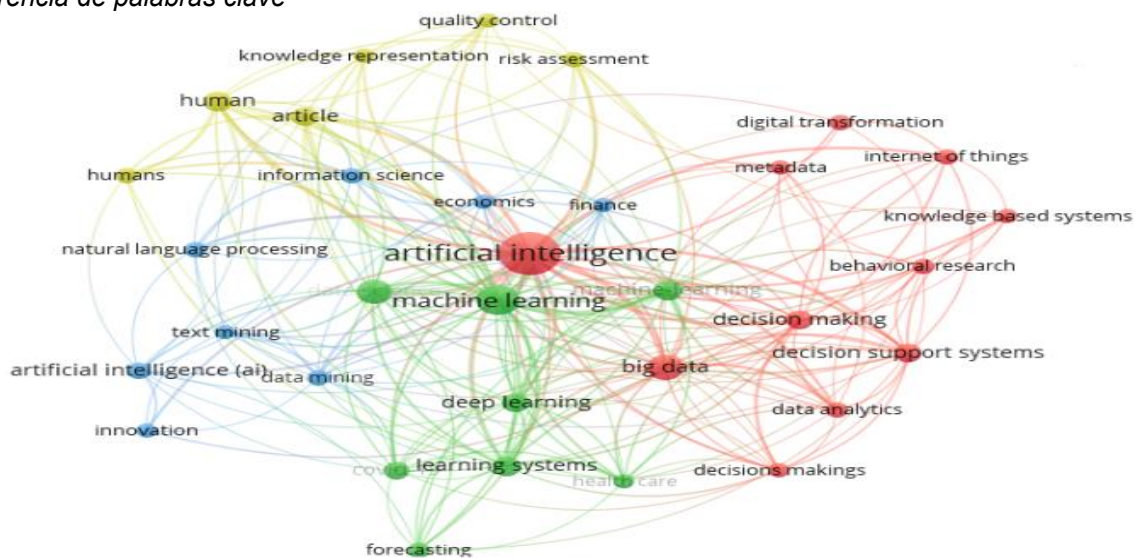 palabras clave
quality control
knowledge representation
risk assessment
human
article
digital transformation
internet of things
metadata
humans
information science
economics
finance
knowledge based systems
natural language processing
artificial intelligence
behavioral research
machine learning
machine-learning
decision making
text mining
decision support systems
artificial intelligence (ai)
data mining
big data
deep learning
data analytics
innovation
learning systems
health care
decisions makings
forecasting